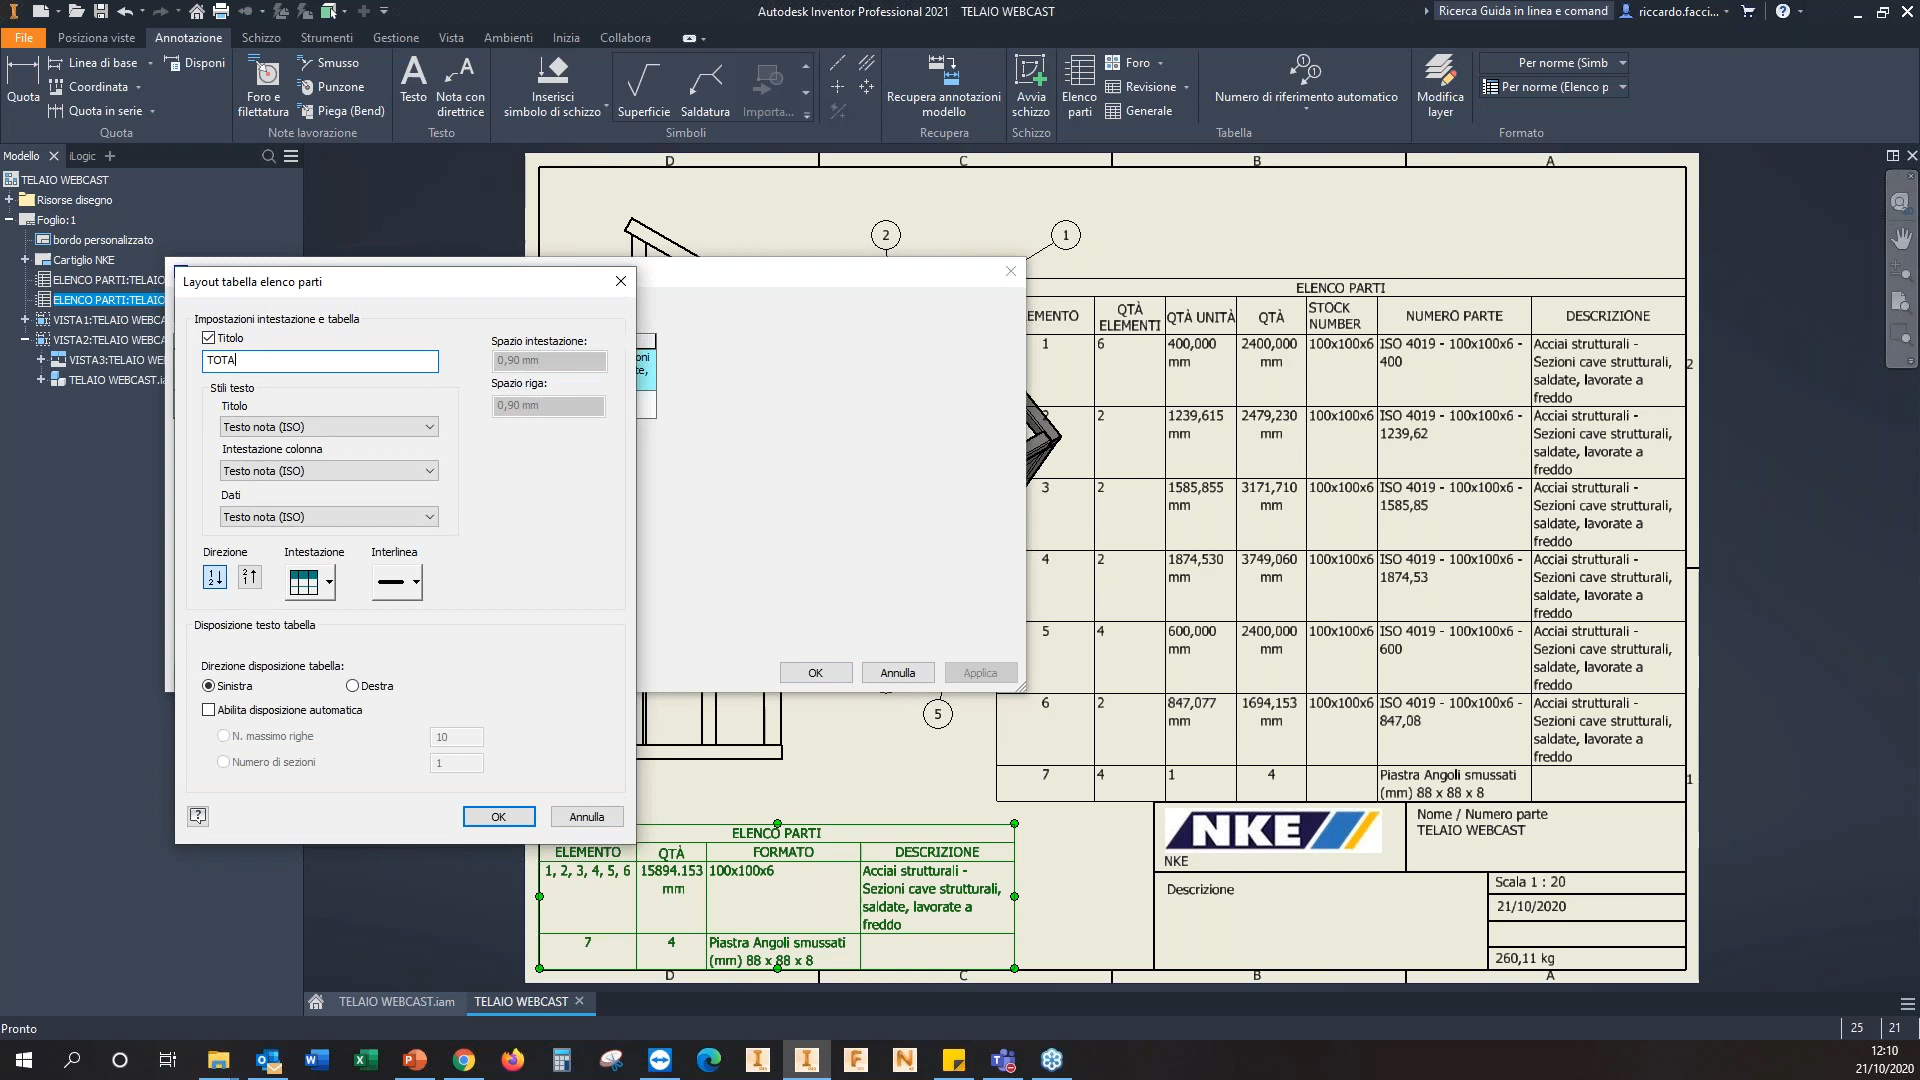 Autodesk Inventor Professional 2021 TELAIO WEBCAST
Ricerca Guida in linea e comand
riccardo.facci...
File
Posiziona viste
Annotazione
Schizzo
Strumenti
Gestione
Vista
Ambienti
Inizia
Collabora
Quota
Linea di base
Coordinata
Quota in serie
Disponi
Quota
Foro e
filettatura
Smusso
Punzone
Piega (Bend)
Note lavorazione
Testo
Nota con
direttrice
Testo
Inserisci
simbolo di schizzo
Superficie
Saldatura
Importa...
Simboli
Recupera annotazioni
modello
Recupera
Avvia
schizzo
Schizzo
Elenco
parti
Foro
Revisione
Generale
Numero di riferimento automatico
Tabella
Modifica
layer
Per norme (Simb
Per norme (Elenco p
Formato
Modello
iLogic
TELAIO WEBCAST
Risorse disegno
Foglio:1
bordo personalizzato
Cartiglio NKE
ELENCO PARTI:TELAIO
ELENCO PARTI:TELAIO
VISTA1:TELAIO WEBCA
VISTA2:TELAIO WEBCA
VISTA3:TELAIO WE
TELAIO WEBCAST.ia
Layout tabella elenco parti
Impostazioni intestazione e tabella
Titolo
TOTA
Spazio intestazione:
0,90 mm
Spazio riga:
0,90 mm
Stili testo
Titolo
Testo nota (ISO)
Intestazione colonna
Testo nota (ISO)
Dati
Testo nota (ISO)
Direzione
Intestazione
Interlinea
Disposizione testo tabella
Direzione disposizione tabella:
Sinistra
Destra
Abilita disposizione automatica
N. massimo righe
10
Numero di sezioni
1
OK
Annulla
OK
Annulla
Applica
D
C
B
A
2
1
5
ELENCO PARTI
EMENTO
QTÀ
ELEMENTI
QTÀ UNITÀ
QTÀ
STOCK
NUMBER
NUMERO PARTE
DESCRIZIONE
1 6 400,000 mm 2400,000 mm 100x100x6 ISO 4019 - 100x100x6 - 400
Acciai strutturali -
Sezioni cave strutturali,
saldate, lavorate a
freddo
2 2 1239,615 mm 2479,230 mm 100x100x6 ISO 4019 - 100x100x6 - 1239,62
Acciai strutturali -
Sezioni cave strutturali,
saldate, lavorate a
freddo
3 2 1585,855 mm 3171,710 mm 100x100x6 ISO 4019 - 100x100x6 - 1585,85
Acciai strutturali -
Sezioni cave strutturali,
saldate, lavorate a
freddo
4 2 1874,530 mm 3749,060 mm 100x100x6 ISO 4019 - 100x100x6 - 1874,53
Acciai strutturali -
Sezioni cave strutturali,
saldate, lavorate a
freddo
5 4 600,000 mm 2400,000 mm 100x100x6 ISO 4019 - 100x100x6 - 600
Acciai strutturali -
Sezioni cave strutturali,
saldate, lavorate a
freddo
6 2 847,077 mm 1694,153 mm 100x100x6 ISO 4019 - 100x100x6 - 847,08
Acciai strutturali -
Sezioni cave strutturali,
saldate, lavorate a
freddo
7 4 1 4 Piastra Angoli smussati
(mm) 88 x 88 x 8
2
1
ELENCO PARTI
ELEMENTO
QTÀ
FORMATO
DESCRIZIONE
1, 2, 3, 4, 5, 6 15894.153 mm 100x100x6
Acciai strutturali -
Sezioni cave strutturali,
saldate, lavorate a
freddo
7 4 Piastra Angoli smussati
(mm) 88 x 88 x 8
NKE
NKE
Nome / Numero parte
TELAIO WEBCAST
Descrizione
Scala 1 : 20
21/10/2020
260,11 kg
D
C
B
A
TELAIO WEBCAST.iam
TELAIO WEBCAST
Pronto
25
21
12:10
21/10/2020